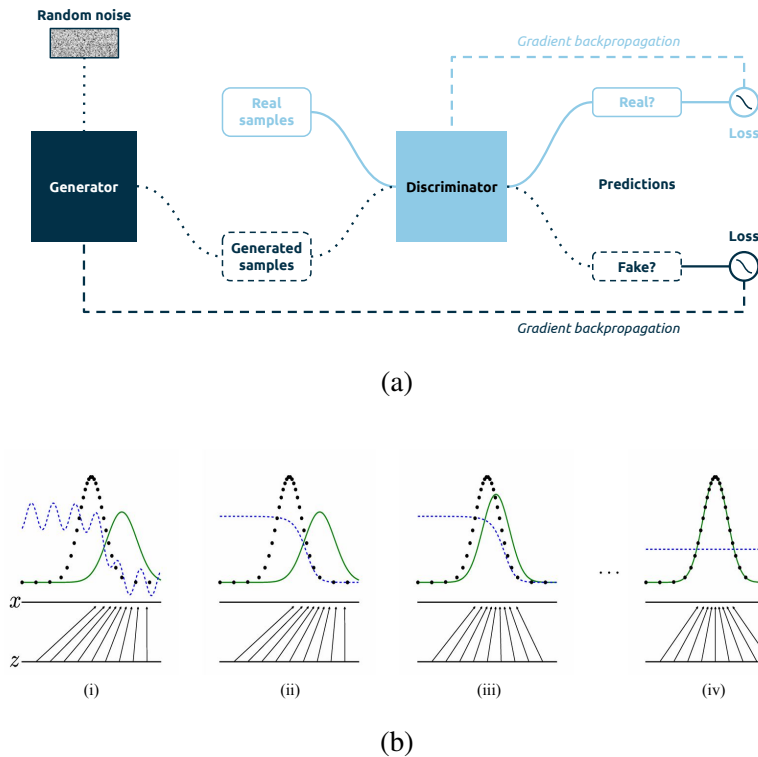 Random noise
Gradient backpropagation
Real samples
Real?
Loss
Generator
Discriminator
Predictions
Generated samples
Fake?
Loss
Gradient backpropagation
(a)
x
z
(i)
(ii)
(iii)
...
(iv)
(b)